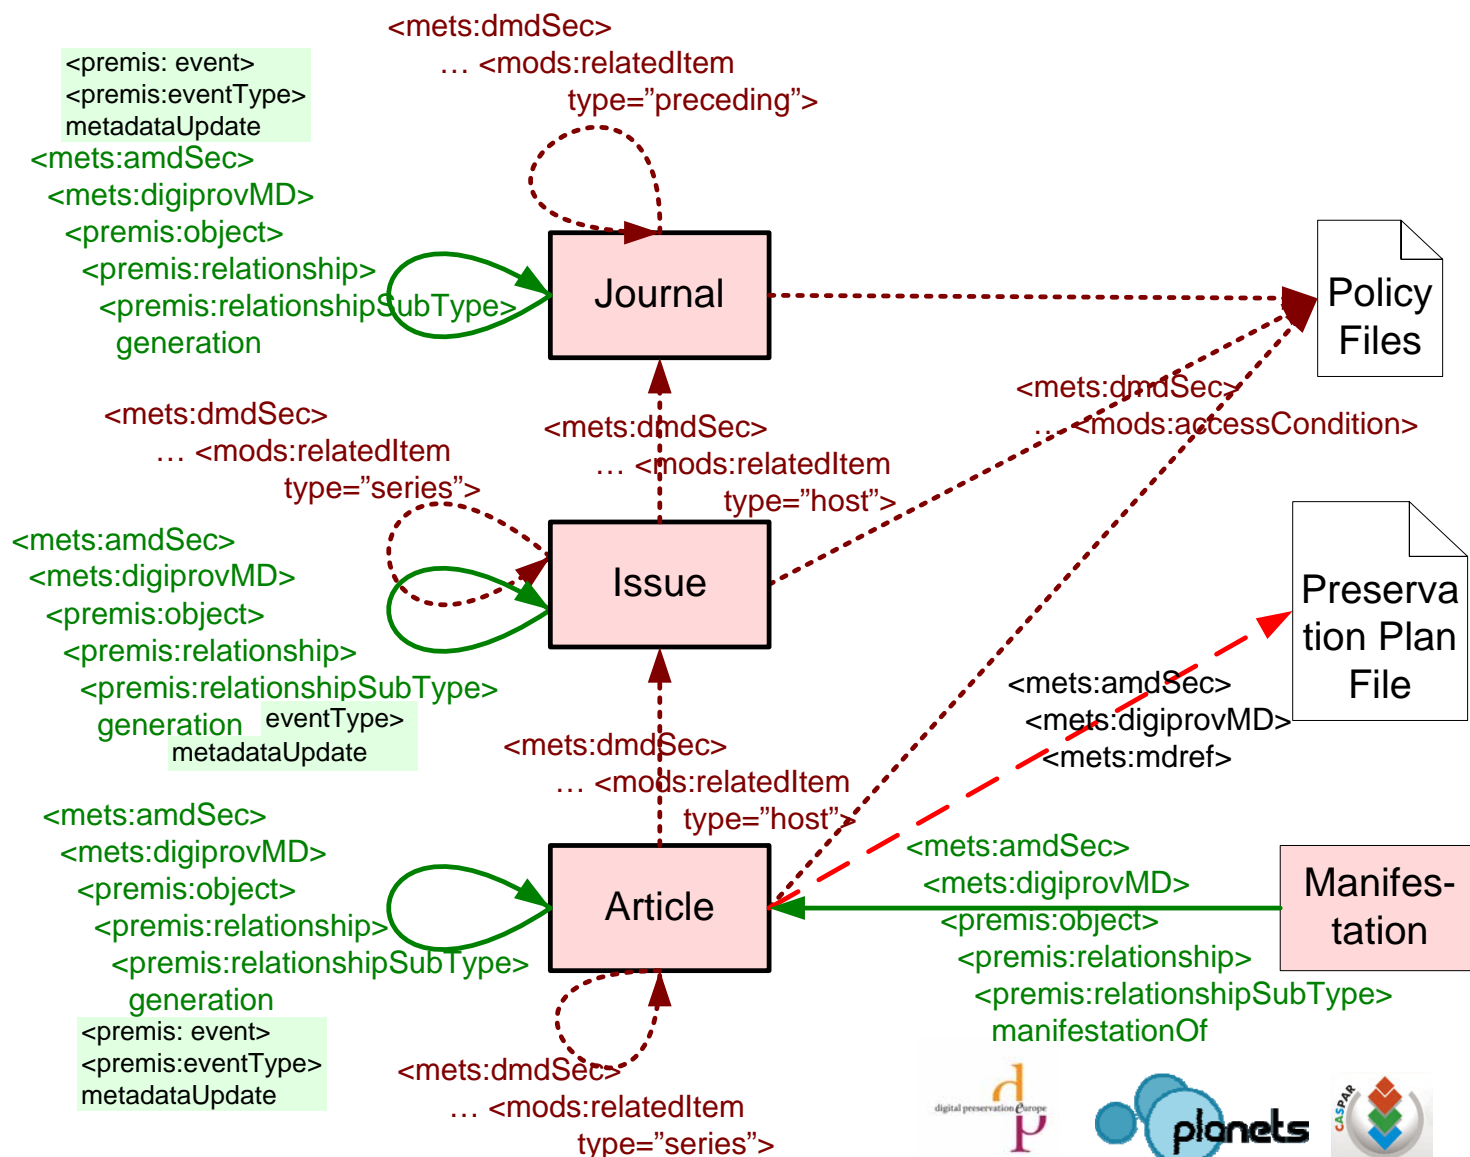 <mets:dmdSec>
… <mods:relatedItem
type=”preceding”>
<premis: event>
<premis:eventType>
metadataUpdate
<mets:amdSec>
<mets:digiprovMD>
<premis:object>
<premis:relationship>
<premis:relationshipSubType>
generation
Journal
Policy
Files
<mets:dmdSec>
… <mods:relatedItem
type=”series”>
<mets:dmdSec>
… <mods:relatedItem
type=”host”>
<mets:dmdSec>
… <mods:accessCondition>
<mets:amdSec>
<mets:digiprovMD>
<premis:object>
<premis:relationship>
<premis:relationshipSubType>
generation
eventType>
metadataUpdate
Issue
Preserva
tion Plan
File
<mets:amdSec>
<mets:digiprovMD>
<mets:mdref>
<mets:dmdSec>
… <mods:relatedItem
type=”host”>
<mets:amdSec>
<mets:digiprovMD>
<premis:object>
<premis:relationship>
<premis:relationshipSubType>
generation
<premis: event>
<premis:eventType>
metadataUpdate
Article
<mets:amdSec>
<mets:digiprovMD>
<premis:object>
<premis:relationship>
<premis:relationshipSubType>
manifestationOf
Manifes-
tation
<mets:dmdSec>
… <mods:relatedItem
type=”series”>
digital preservation europe
planets
CASPAR